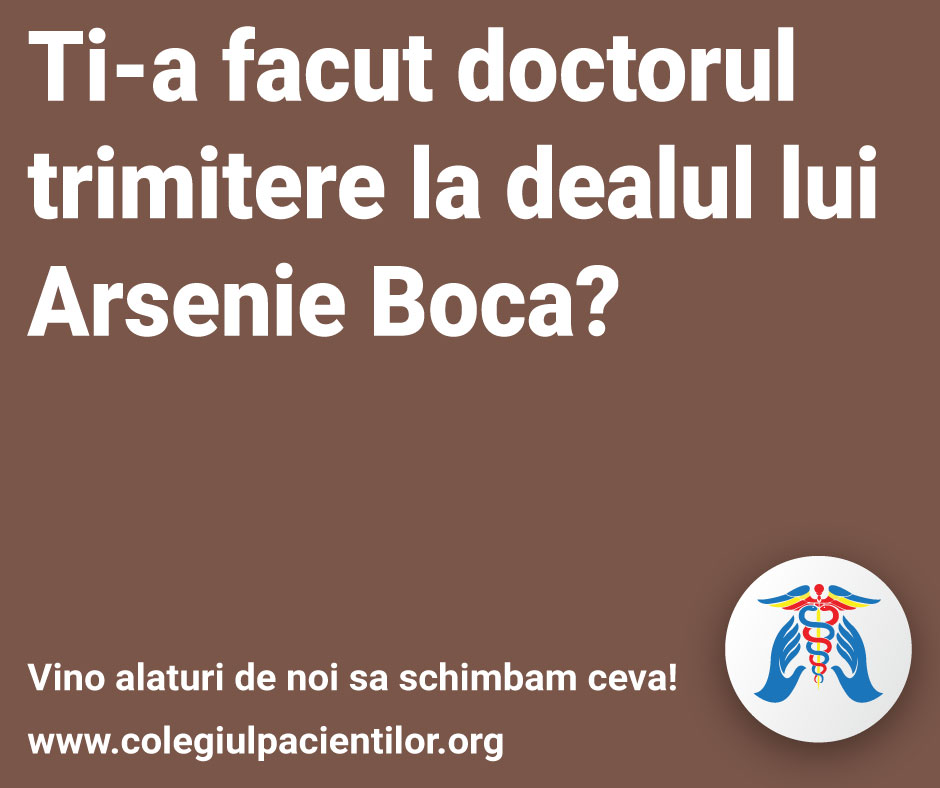 Ti-a facut doctorul
trimitere la dealul lui
Arsenie Boca?
Vino alaturi de noi sa schimbam ceva!
www.colegiulpacientilor.org